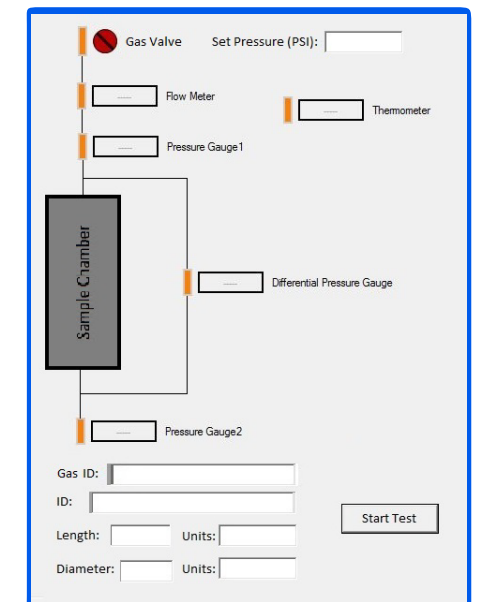 Gas Valve
Set Pressure (PSI):
Flow Meter
Thermometer
Pressure Gauge1
Sample Chamber
Differential Pressure Gauge
Pressure Gauge2
Gas ID:
ID:
Start Test
Length:
Units:
Diameter:
Units: